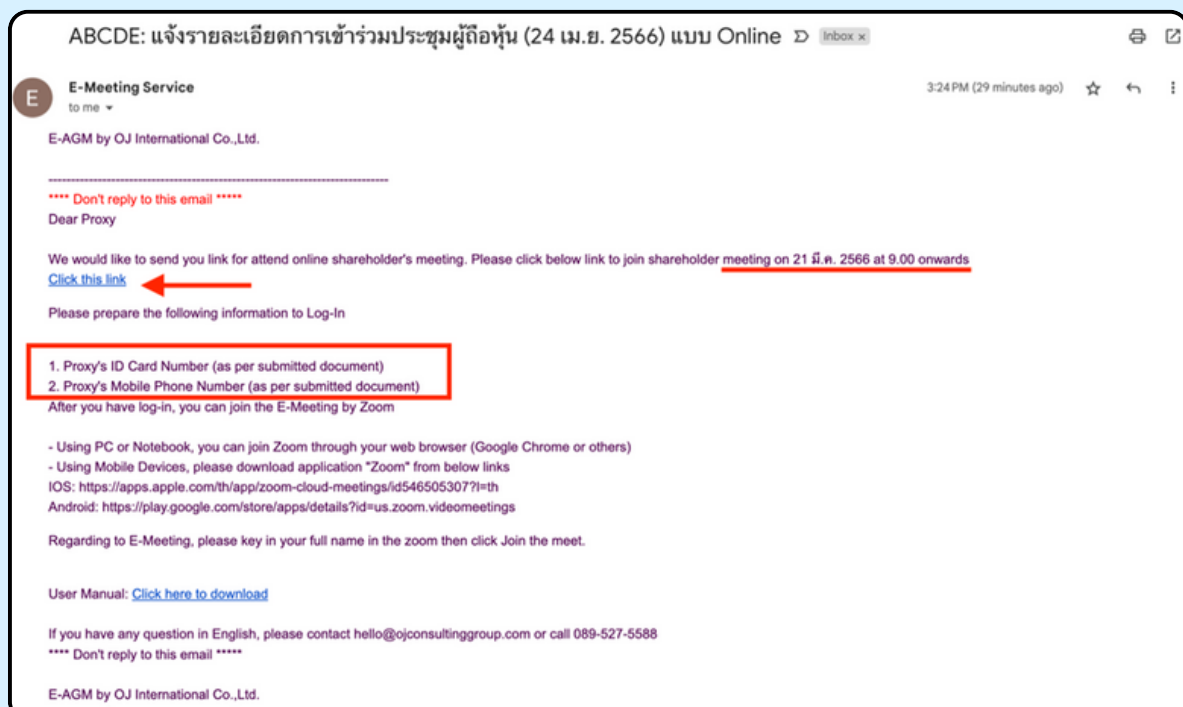 ABCDE: แจ้งรายละเอียดการเข้าร่วมประชุมผู้ถือหุ้น (24 เม.ย. 2566) แบบ Online Inbox x
E
E-Meeting Service
3:24 PM (29 minutes ago)
to me
E-AGM by OJ International Co.,Ltd.
--------------------------------------------------------------------------
**** Don't reply to this email *****
Dear Proxy
We would like to send you link for attend online shareholder's meeting. Please click below link to join shareholder meeting on 21 มี.ค. 2566 at 9.00 onwards
Click this link
Please prepare the following information to Log-In
1. Proxy's ID Card Number (as per submitted document)
2. Proxy's Mobile Phone Number (as per submitted document)
After you have log-in, you can join the E-Meeting by Zoom
- Using PC or Notebook, you can join Zoom through your web browser (Google Chrome or others)
- Using Mobile Devices, please download application "Zoom" from below links
IOS: https://apps.apple.com/th/app/zoom-cloud-meetings/id546505307?l=th
Android: https://play.google.com/store/apps/details?id=us.zoom.videomeetings
Regarding to E-Meeting, please key in your full name in the zoom then click Join the meet.
User Manual: Click here to download
If you have any question in English, please contact hello@ojconsultinggroup.com or call 089-527-5588
**** Don't reply to this email *****
E-AGM by OJ International Co.,Ltd.